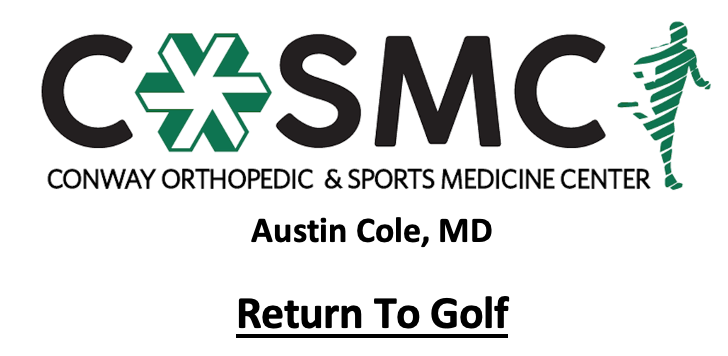 COSMC
CONWAY ORTHOPEDIC & SPORTS MEDICINE CENTER
Austin Cole, MD
Return To Golf